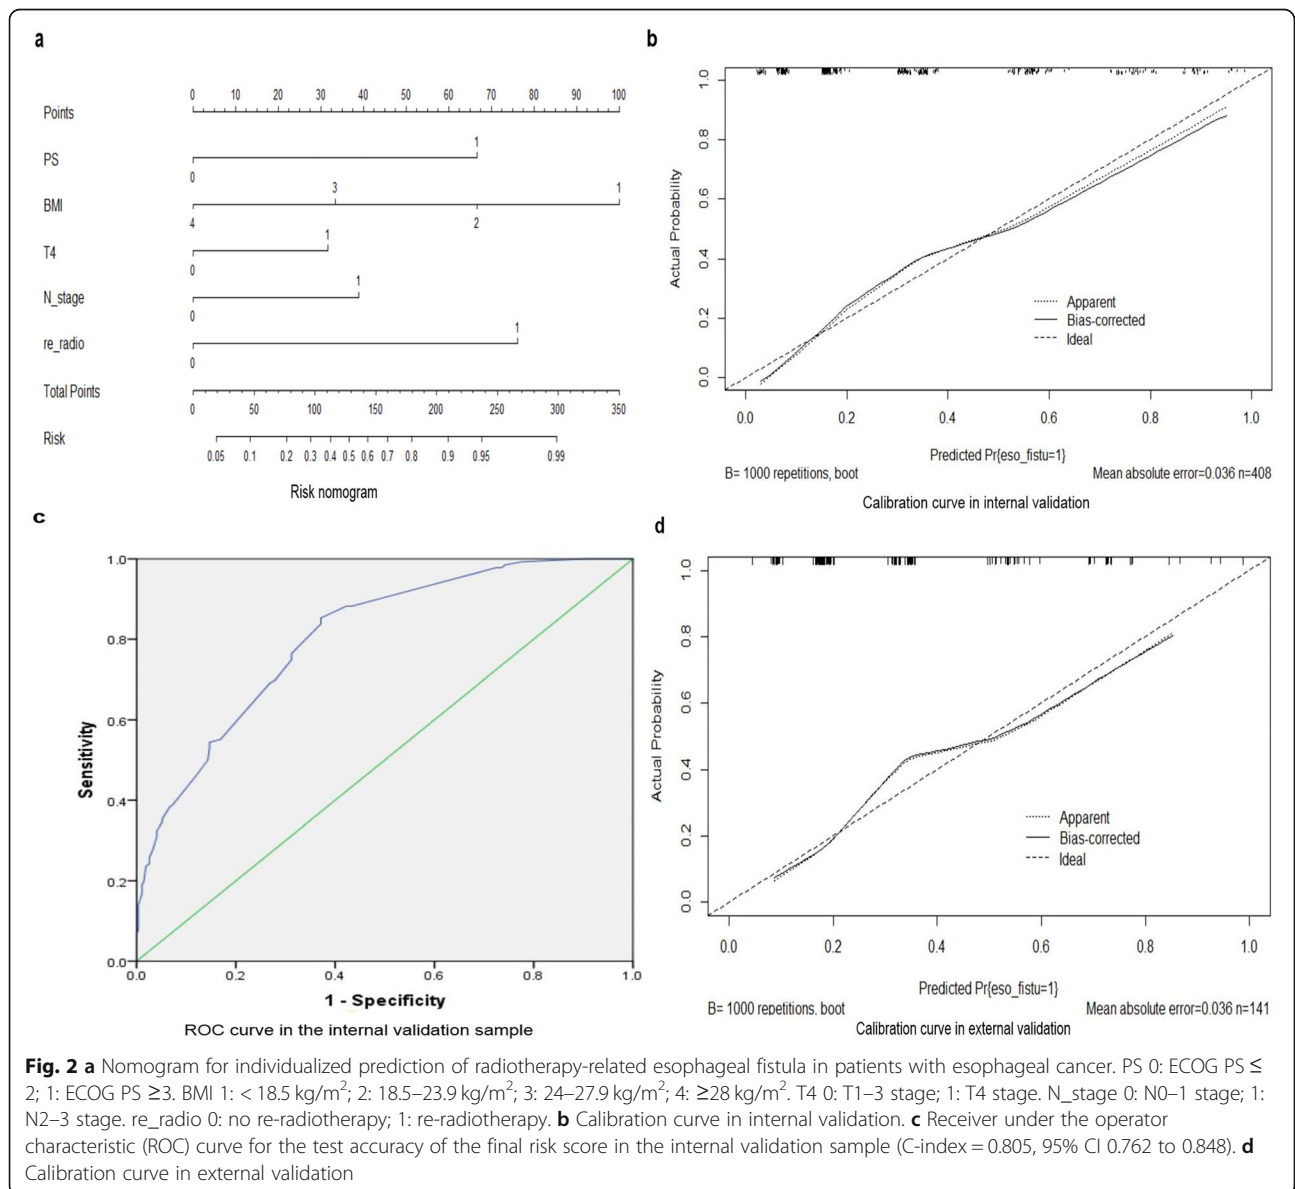 a
0 10 20 30 40 50 60 70 80 90 100
Points
1
PS
0
3 1
BMI
4 2
1
T4
0
1
N_stage
0
1
re_radio
0
Total Points
0 50 100 150 200 250 300 350
Risk
0.05 0.1 0.2 0.3 0.4 0.5 0.6 0.7 0.8 0.9 0.95 0.99
Risk nomogram
b
1.0
0.8
0.6
0.4
0.2
0.0
Actual Probability
Apparent
Bias-corrected
Ideal
0.0 0.2 0.4 0.6 0.8 1.0
Predicted Pr{eso_fistu=1}
B= 1000 repetitions, boot Mean absolute error=0.036 n=408
Calibration curve in internal validation
c
1.0
0.8
0.6
0.4
0.2
0.0
Sensitivity
0.0 0.2 0.4 0.6 0.8 1.0
1 - Specificity
ROC curve in the internal validation sample
d
1.0
0.8
0.6
0.4
0.2
0.0
Actual Probability
Apparent
Bias-corrected
Ideal
0.0 0.2 0.4 0.6 0.8 1.0
Predicted Pr{eso_fistu=1}
B= 1000 repetitions, boot Mean absolute error=0.036 n=141
Calibration curve in external validation
Fig. 2 a Nomogram for individualized prediction of radiotherapy-related esophageal fistula in patients with esophageal cancer. PS 0: ECOG PS ≤
2; 1: ECOG PS ≥3. BMI 1: < 18.5 kg/m²; 2: 18.5–23.9 kg/m²; 3: 24–27.9 kg/m²; 4: ≥28 kg/m². T4 0: T1–3 stage; 1: T4 stage. N_stage 0: N0–1 stage; 1:
N2–3 stage. re_radio 0: no re-radiotherapy; 1: re-radiotherapy. b Calibration curve in internal validation. c Receiver under the operator
characteristic (ROC) curve for the test accuracy of the final risk score in the internal validation sample (C-index = 0.805, 95% CI 0.762 to 0.848). d
Calibration curve in external validation